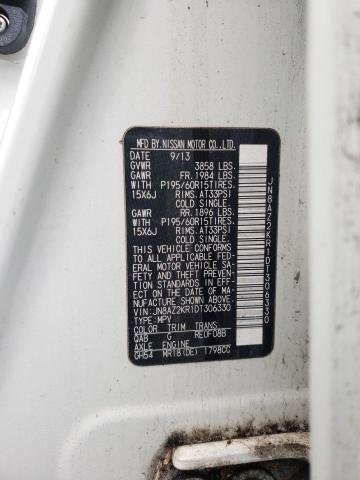 MFD.BY.NISSAN MOTOR CO.,LTD.
DATE 9/13
GVWR 3858 LBS.
GAWR FR.1984 LBS.
WITH P195/60R15TIRES.
15X6J RIMS.AT33PSI
COLD SINGLE.
GAWR RR.1896 LBS.
WITH P195/60R15TIRES.
15X6J RIMS.AT33PSI
COLD SINGLE.
THIS VEHICLE CONFORMS
TO ALL APPLICABLE FED-
ERAL MOTOR VEHICLE SA-
FETY AND THEFT PREVEN-
TION STANDARDS IN EFF-
ECT ON THE DATE OF MA-
NUFACTURE SHOWN ABOVE.
VIN:JN8AZ2KR1DT306330
TYPE:MPV
COLOR TRIM TRANS
QAB G RE0F08B
AXLE ENGINE
GH54 MR18(DE) 1798CC
JN8AZ2KR1DT306330